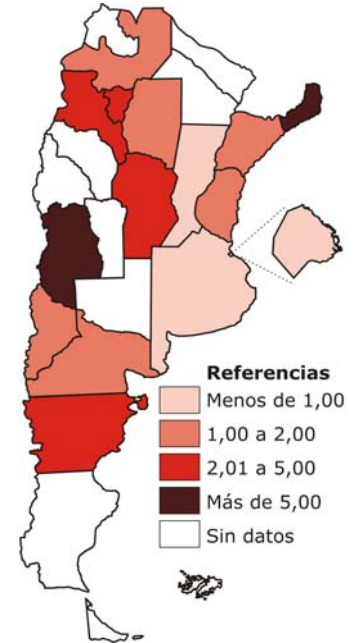 Referencias
Menos de 1,00
1,00 a 2,00
2,01 a 5,00
Más de 5,00
Sin datos